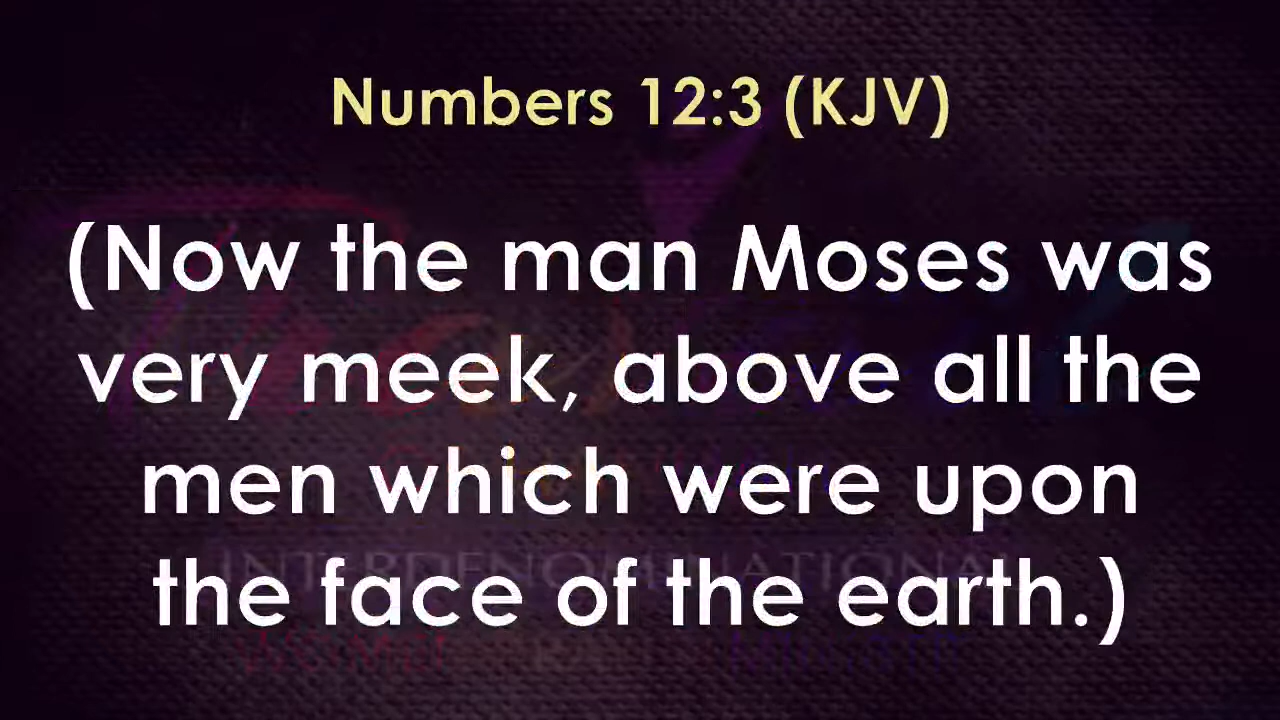 Numbers 12:3 (KJV)
(Now the man Moses was
very meek, above all the
men which were upon
the face of the earth.)
INTERDENOMINATIONAL